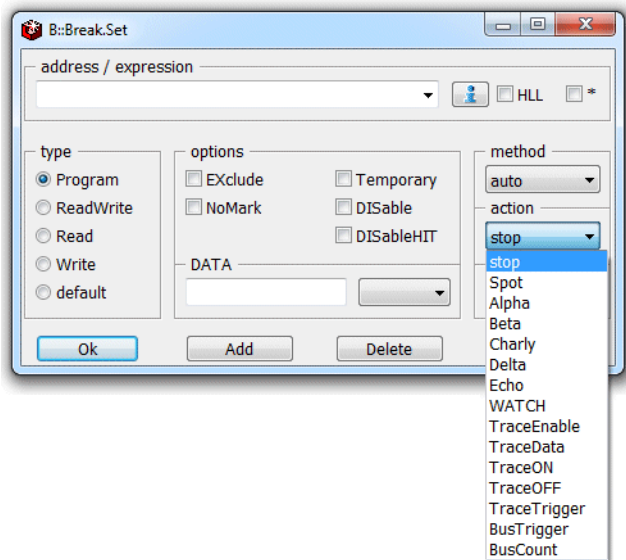 B::Break.Set
address / expression
HLL
*
type
options
method
Program
EXclude
Temporary
auto
ReadWrite
NoMark
DISable
action
Read
DISableHIT
stop
Write
DATA
default
Ok
Add
Delete
stop
Spot
Alpha
Beta
Charly
Delta
Echo
WATCH
TraceEnable
TraceData
TraceON
TraceOFF
TraceTrigger
BusTrigger
BusCount